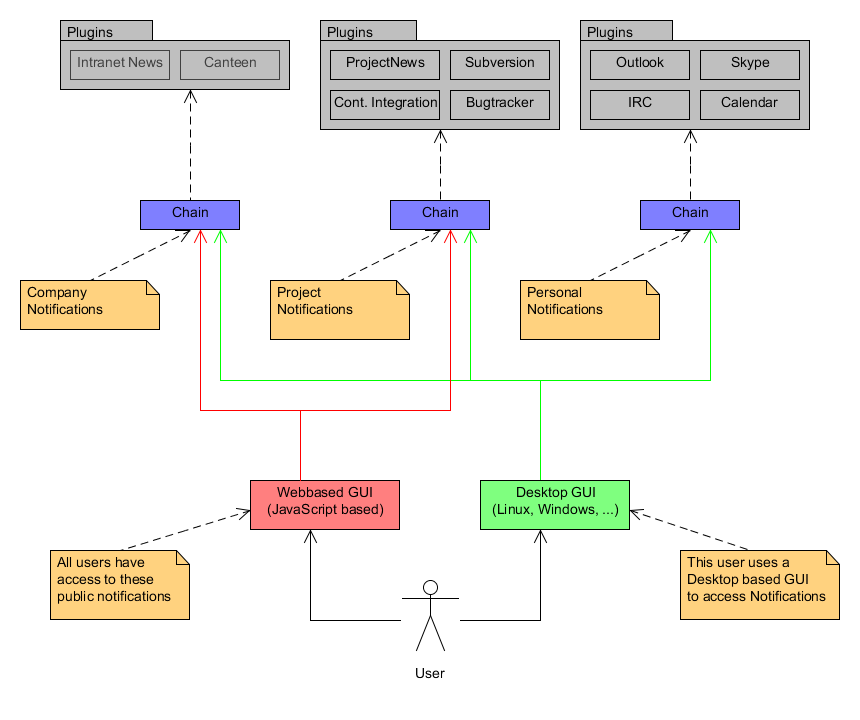 Plugins
Plugins
Plugins
Intranet News
Canteen
ProjectNews
Subversion
Cont. Integration
Bugtracker
Outlook
Skype
IRC
Calendar
Chain
Chain
Chain
Company
Notifications
Project
Notifications
Personal
Notifications
Webbased GUI
(JavaScript based)
Desktop GUI
(Linux, Windows, ...)
All users have
access to these
public notifications
This user uses a
Desktop based GUI
to access Notifications
User